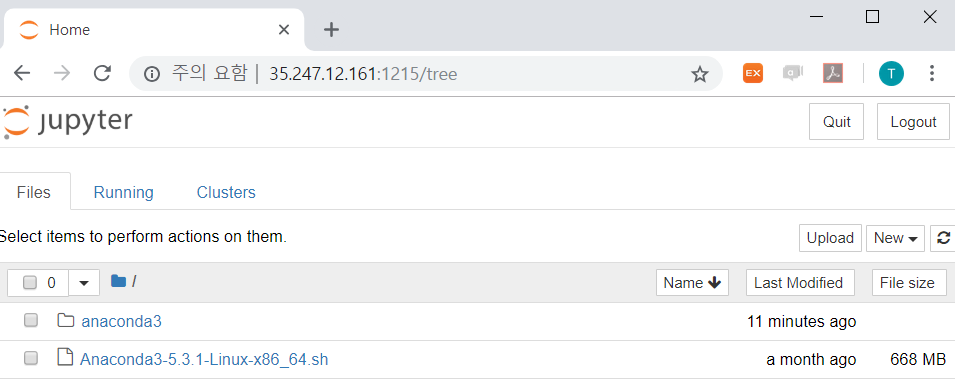 Home
주의 요함 | 35.247.12.161:1215/tree
EX
a
T
jupyter
Quit
Logout
Files
Running
Clusters
Select items to perform actions on them.
Upload
New
0
/
Name
Last Modified
File size
anaconda3
11 minutes ago
Anaconda3-5.3.1-Linux-x86_64.sh
a month ago
668 MB